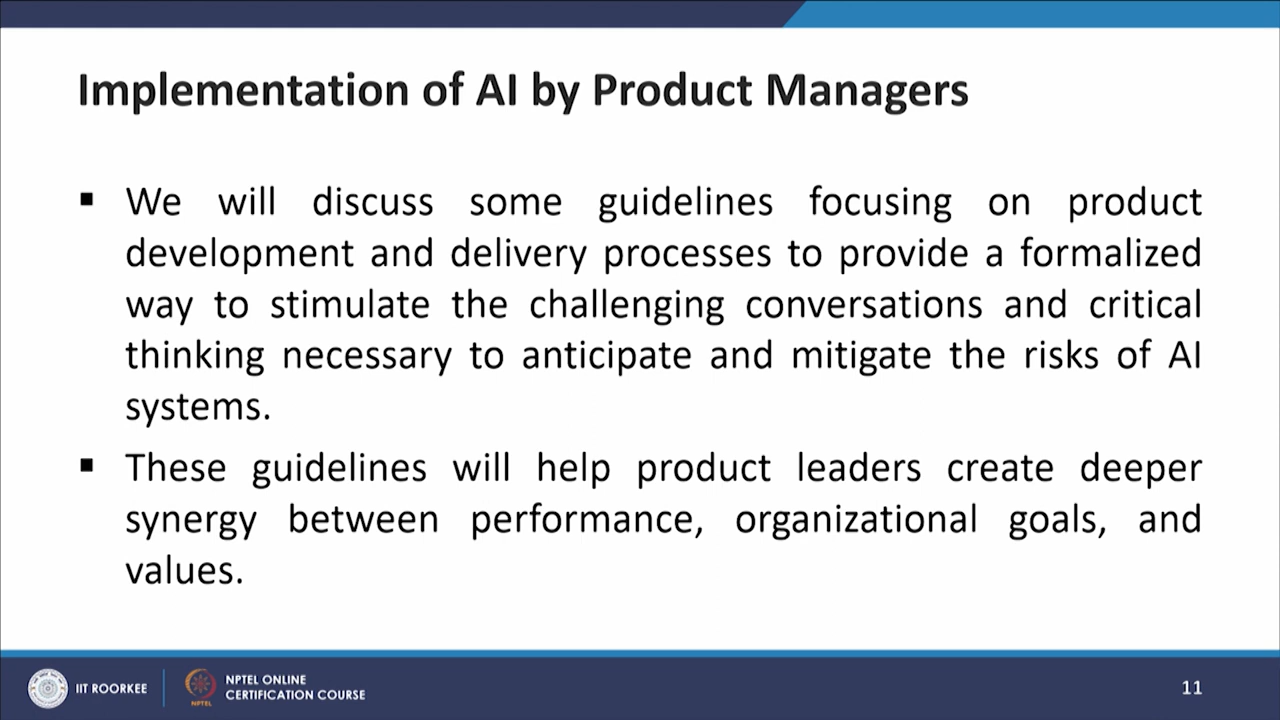 Implementation of AI by Product Managers
▪ We will discuss some guidelines focusing on product
development and delivery processes to provide a formalized
way to stimulate the challenging conversations and critical
thinking necessary to anticipate and mitigate the risks of AI
systems.
▪ These guidelines will help product leaders create deeper
synergy between performance, organizational goals, and
values.
IIT ROORKEE
NPTEL
NPTEL ONLINE
CERTIFICATION COURSE
11